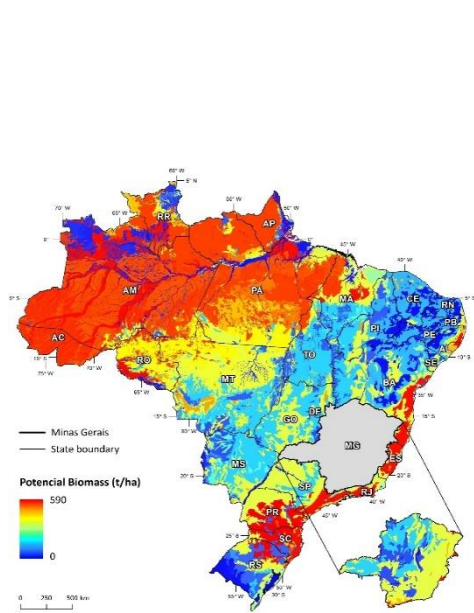 60° W
5° N
70° W
RR
65° W
55° W
50° W
AP
0°
45° W
40° W
AM
PA
MA
CE
RN
5° S
5° S
PI
PB
PE
AC
AL
TO
SE
10° S
10° S
RO
75° W
70° W
BA
65° W
MT
35° W
15° S
15° S
DF
GO
60° W
Minas Gerais
MG
State boundary
ES
MS
20° S
20° S
SP
Potencial Biomass (t/ha)
RJ
40° W
590
PR
45° W
25° S
SC
0
RS
50° W
55° W
0 250 500 km